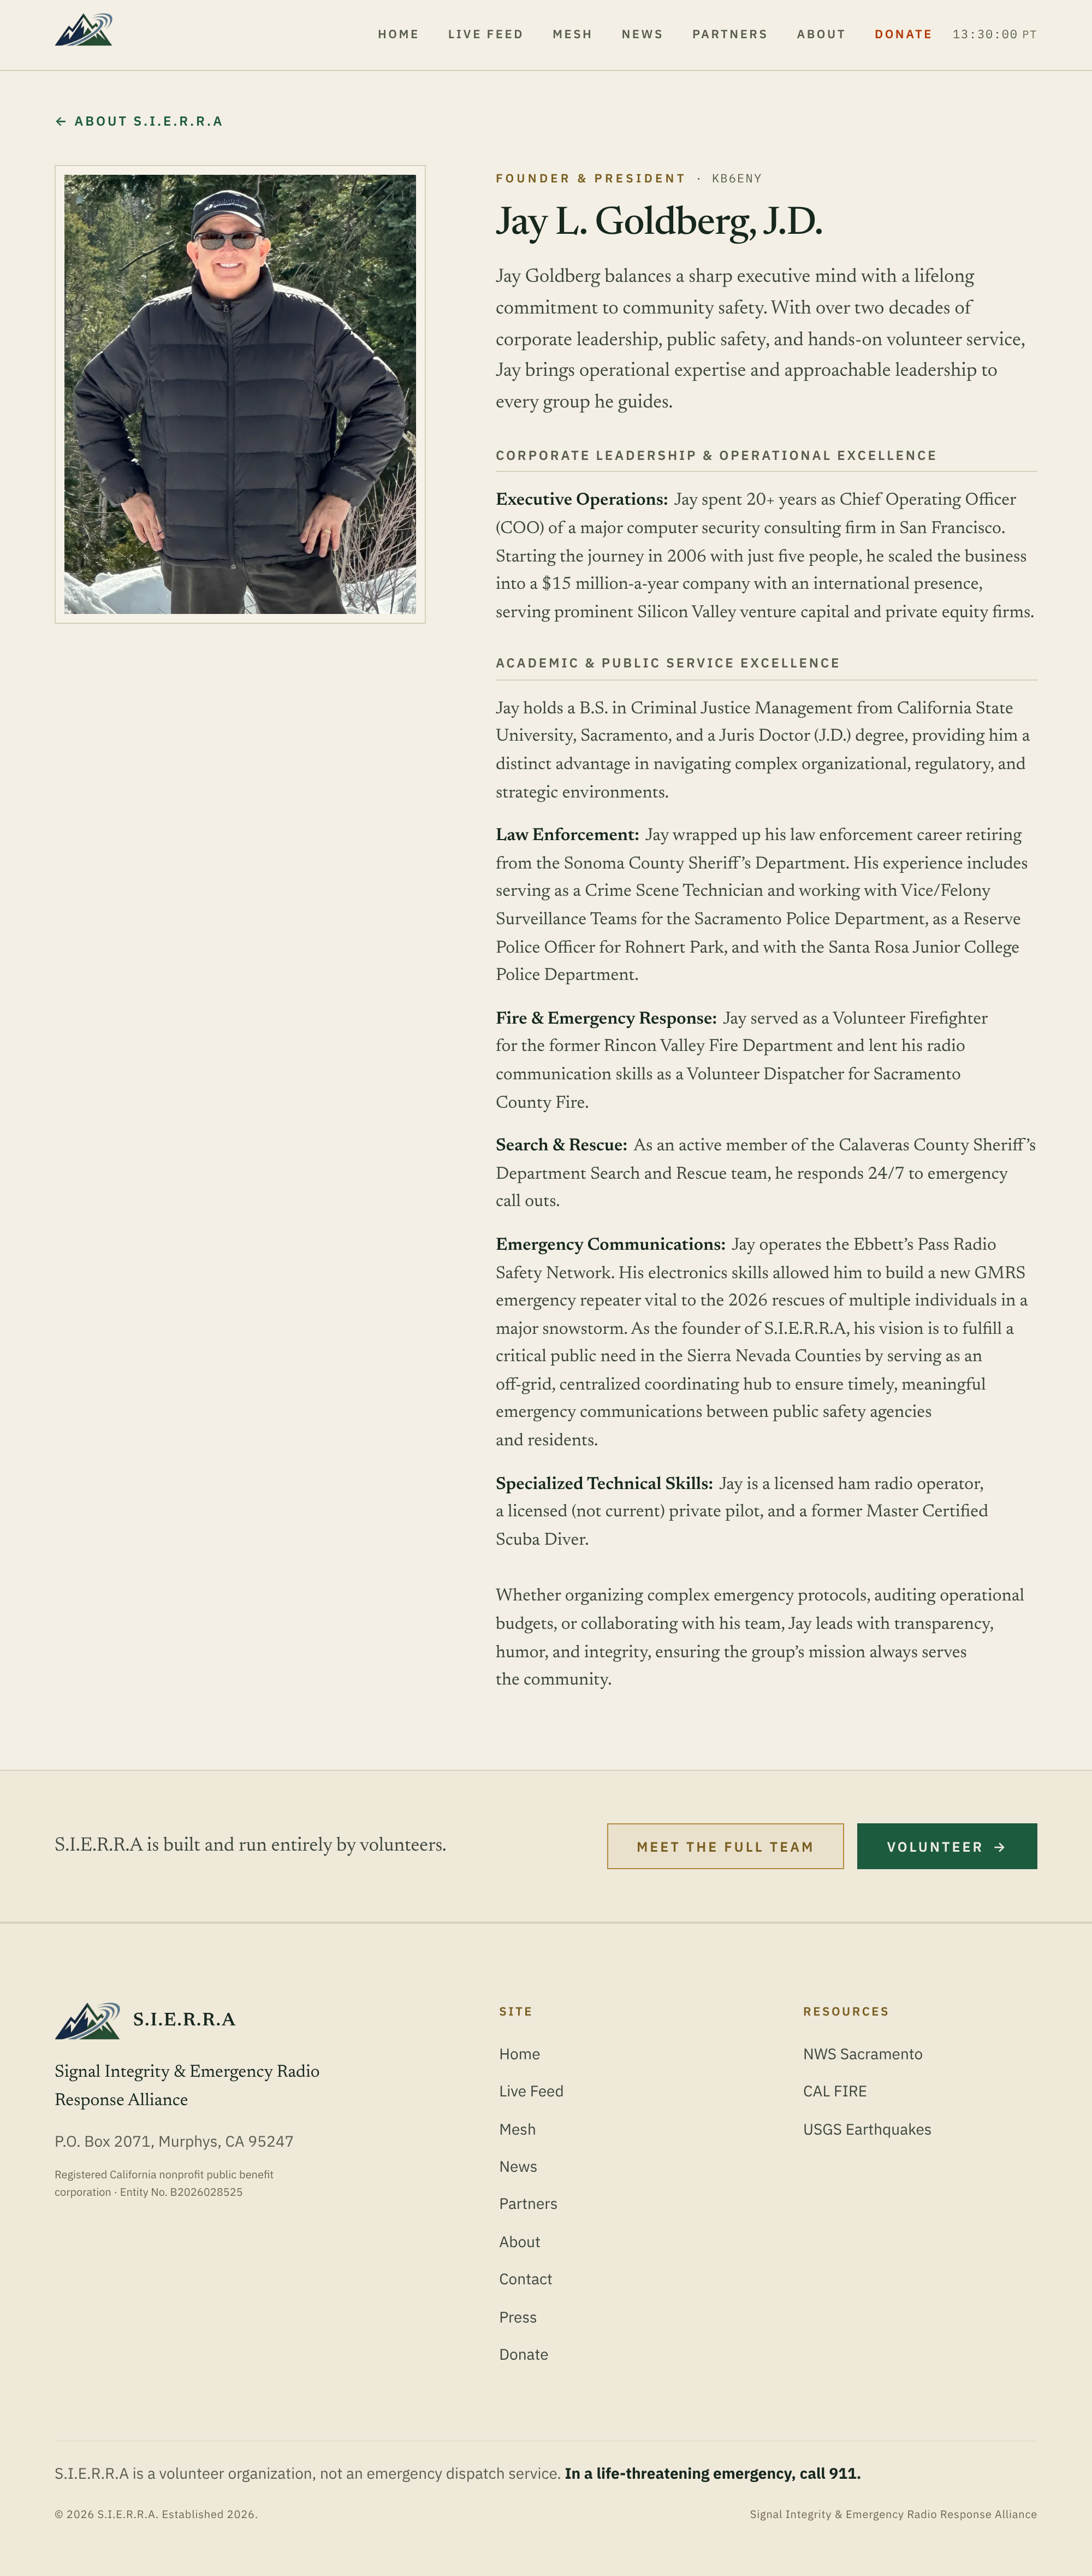 HOME LIVE FEED MESH NEWS PARTNERS ABOUT DONATE 13:30:00 PT
← ABOUT S.I.E.R.R.A
FOUNDER & PRESIDENT · KB6ENY
Jay L. Goldberg, J.D.
Jay Goldberg balances a sharp executive mind with a lifelong
commitment to community safety. With over two decades of
corporate leadership, public safety, and hands-on volunteer service,
Jay brings operational expertise and approachable leadership to
every group he guides.
CORPORATE LEADERSHIP & OPERATIONAL EXCELLENCE
Executive Operations: Jay spent 20+ years as Chief Operating Officer
(COO) of a major computer security consulting firm in San Francisco.
Starting the journey in 2006 with just five people, he scaled the business
into a $15 million-a-year company with an international presence,
serving prominent Silicon Valley venture capital and private equity firms.
ACADEMIC & PUBLIC SERVICE EXCELLENCE
Jay holds a B.S. in Criminal Justice Management from California State
University, Sacramento, and a Juris Doctor (J.D.) degree, providing him a
distinct advantage in navigating complex organizational, regulatory, and
strategic environments.
Law Enforcement: Jay wrapped up his law enforcement career retiring
from the Sonoma County Sheriff’s Department. His experience includes
serving as a Crime Scene Technician and working with Vice/Felony
Surveillance Teams for the Sacramento Police Department, as a Reserve
Police Officer for Rohnert Park, and with the Santa Rosa Junior College
Police Department.
Fire & Emergency Response: Jay served as a Volunteer Firefighter
for the former Rincon Valley Fire Department and lent his radio
communication skills as a Volunteer Dispatcher for Sacramento
County Fire.
Search & Rescue: As an active member of the Calaveras County Sheriff’s
Department Search and Rescue team, he responds 24/7 to emergency
call outs.
Emergency Communications: Jay operates the Ebbett’s Pass Radio
Safety Network. His electronics skills allowed him to build a new GMRS
emergency repeater vital to the 2026 rescues of multiple individuals in a
major snowstorm. As the founder of S.I.E.R.R.A, his vision is to fulfill a
critical public need in the Sierra Nevada Counties by serving as an
off-grid, centralized coordinating hub to ensure timely, meaningful
emergency communications between public safety agencies
and residents.
Specialized Technical Skills: Jay is a licensed ham radio operator,
a licensed (not current) private pilot, and a former Master Certified
Scuba Diver.
Whether organizing complex emergency protocols, auditing operational
budgets, or collaborating with his team, Jay leads with transparency,
humor, and integrity, ensuring the group’s mission always serves
the community.
S.I.E.R.R.A is built and run entirely by volunteers.
MEET THE FULL TEAM
VOLUNTEER →
S.I.E.R.R.A
Signal Integrity & Emergency Radio
Response Alliance
P.O. Box 2071, Murphys, CA 95247
Registered California nonprofit public benefit
corporation · Entity No. B2026028525
SITE
Home
Live Feed
Mesh
News
Partners
About
Contact
Press
Donate
RESOURCES
NWS Sacramento
CAL FIRE
USGS Earthquakes
S.I.E.R.R.A is a volunteer organization, not an emergency dispatch service. In a life-threatening emergency, call 911.
© 2026 S.I.E.R.R.A. Established 2026.
Signal Integrity & Emergency Radio Response Alliance